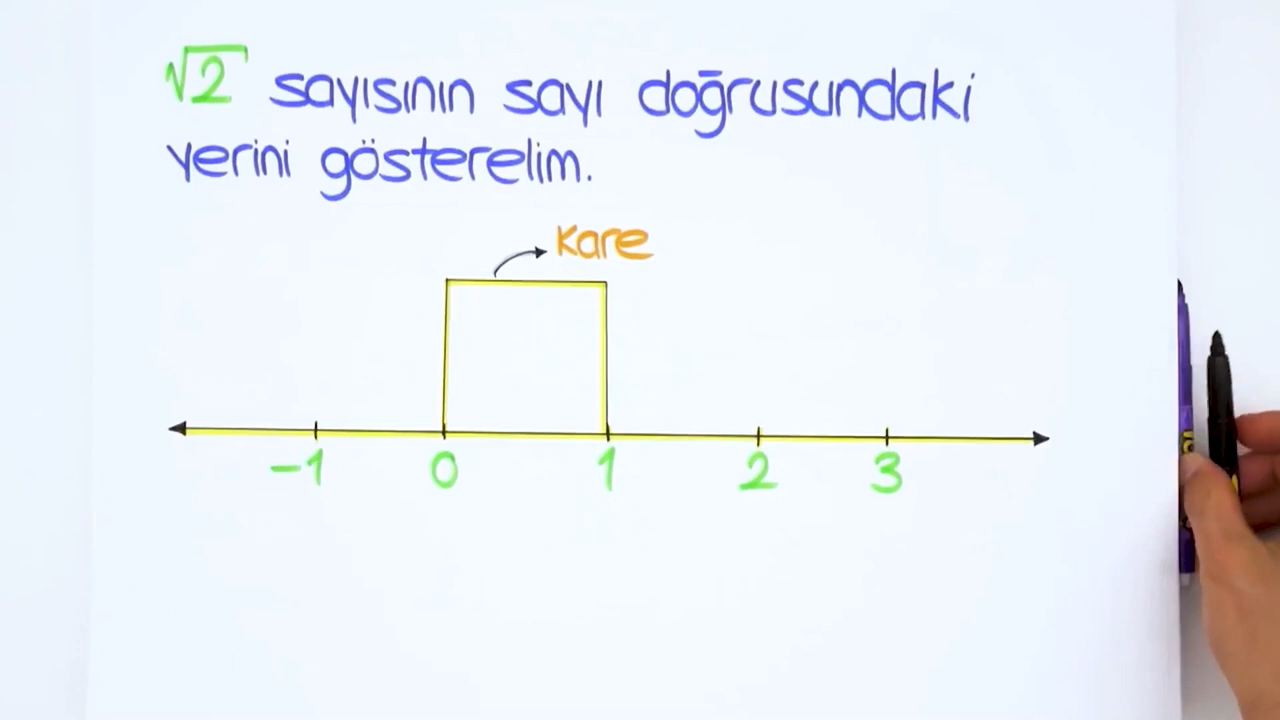 √2 sayısının sayı doğrusundaki
yerini gösterelim.
Kare
-1 0 1 2 3